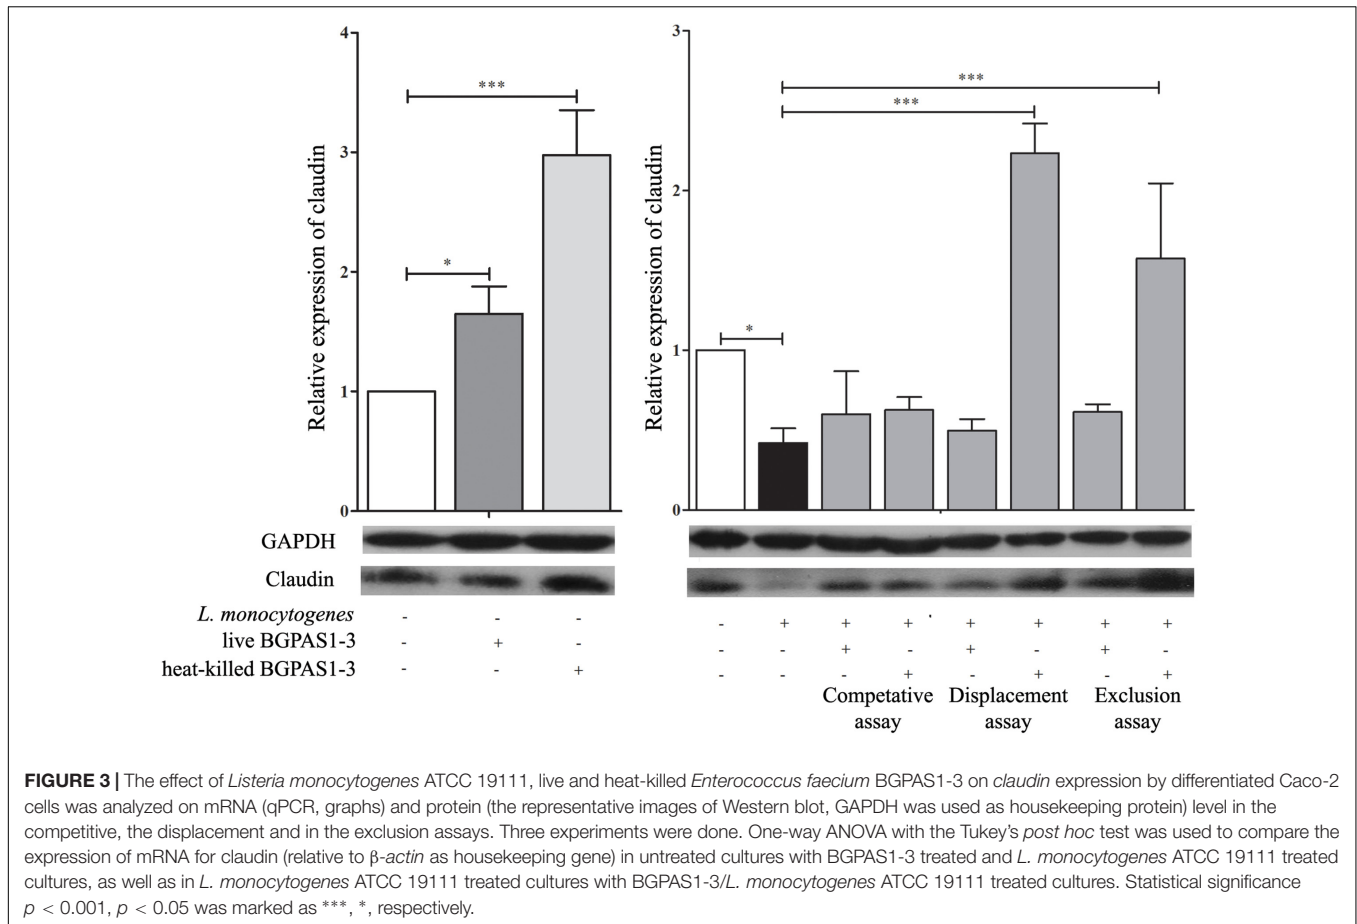 4
3
2
1
0
Relative expression of claudin
***
*
3
2
1
0
Relative expression of claudin
***
***
*
GAPDH
Claudin
L. monocytogenes - - - - + + + + + + +
live BGPAS1-3 - + - - - + - + - + -
heat-killed BGPAS1-3 - - + - - - + - + - +
Competative Displacement Exclusion
assay assay assay
FIGURE 3 | The effect of Listeria monocytogenes ATCC 19111, live and heat-killed Enterococcus faecium BGPAS1-3 on claudin expression by differentiated Caco-2
cells was analyzed on mRNA (qPCR, graphs) and protein (the representative images of Western blot, GAPDH was used as housekeeping protein) level in the
competitive, the displacement and in the exclusion assays. Three experiments were done. One-way ANOVA with the Tukey's post hoc test was used to compare the
expression of mRNA for claudin (relative to β-actin as housekeeping gene) in untreated cultures with BGPAS1-3 treated and L. monocytogenes ATCC 19111 treated
cultures, as well as in L. monocytogenes ATCC 19111 treated cultures with BGPAS1-3/L. monocytogenes ATCC 19111 treated cultures. Statistical significance
p < 0.001, p < 0.05 was marked as ***, *, respectively.